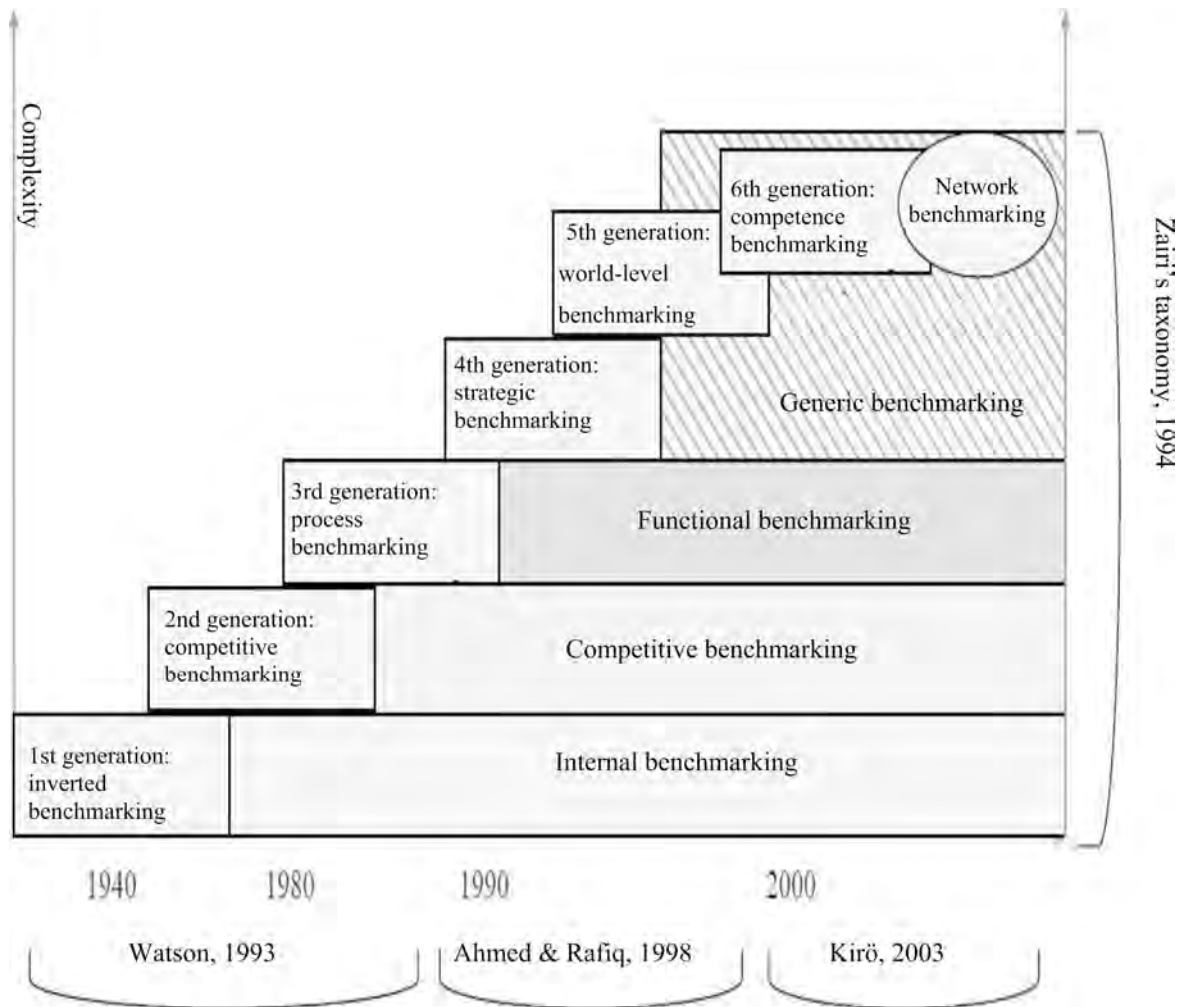 Complexity
6th generation:
competence
benchmarking
Network
benchmarking
5th generation:
world-level
benchmarking
4th generation:
strategic
benchmarking
Generic benchmarking
3rd generation:
process
benchmarking
Functional benchmarking
2nd generation:
competitive
benchmarking
Competitive benchmarking
1st generation:
inverted
benchmarking
Internal benchmarking
Zairi's taxonomy, 1994
1940 1980 1990 2000
Watson, 1993 Ahmed & Rafiq, 1998 Kirö, 2003